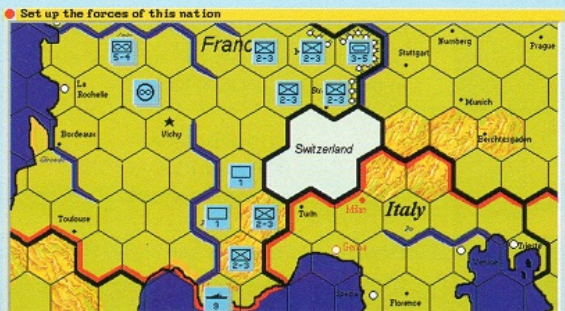 Set up the forces of this nation
Franc
5-4
2-3
2-3
3-5
Stuttgart
Nurnberg
Prague
La
Rochelle
2-3
2-3
Munich
Bordeaux
Vichy
Berchtesgaden
Switzerland
1
Toulouse
1
2-3
Turin
Milan
Italy
Po
2-3
Genoa
Venice
Trieste
Florence